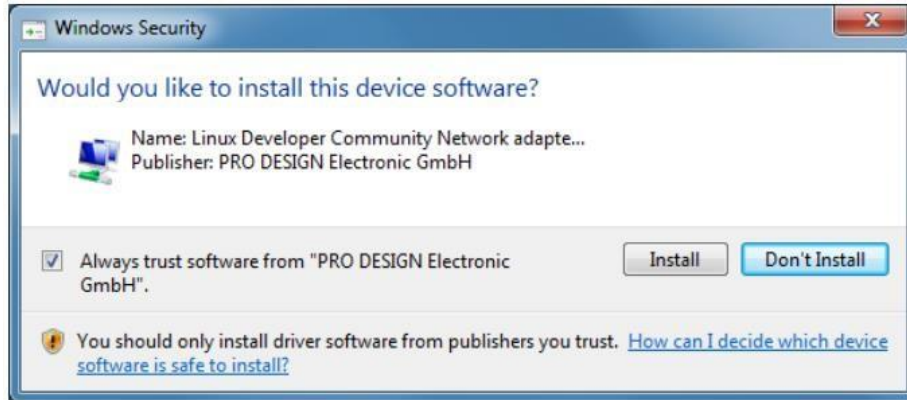 Windows Security
Would you like to install this device software?
Name: Linux Developer Community Network adapte...
Publisher: PRO DESIGN Electronic GmbH
Always trust software from "PRO DESIGN Electronic
GmbH".
Install
Don't Install
You should only install driver software from publishers you trust. How can I decide which device
software is safe to install?